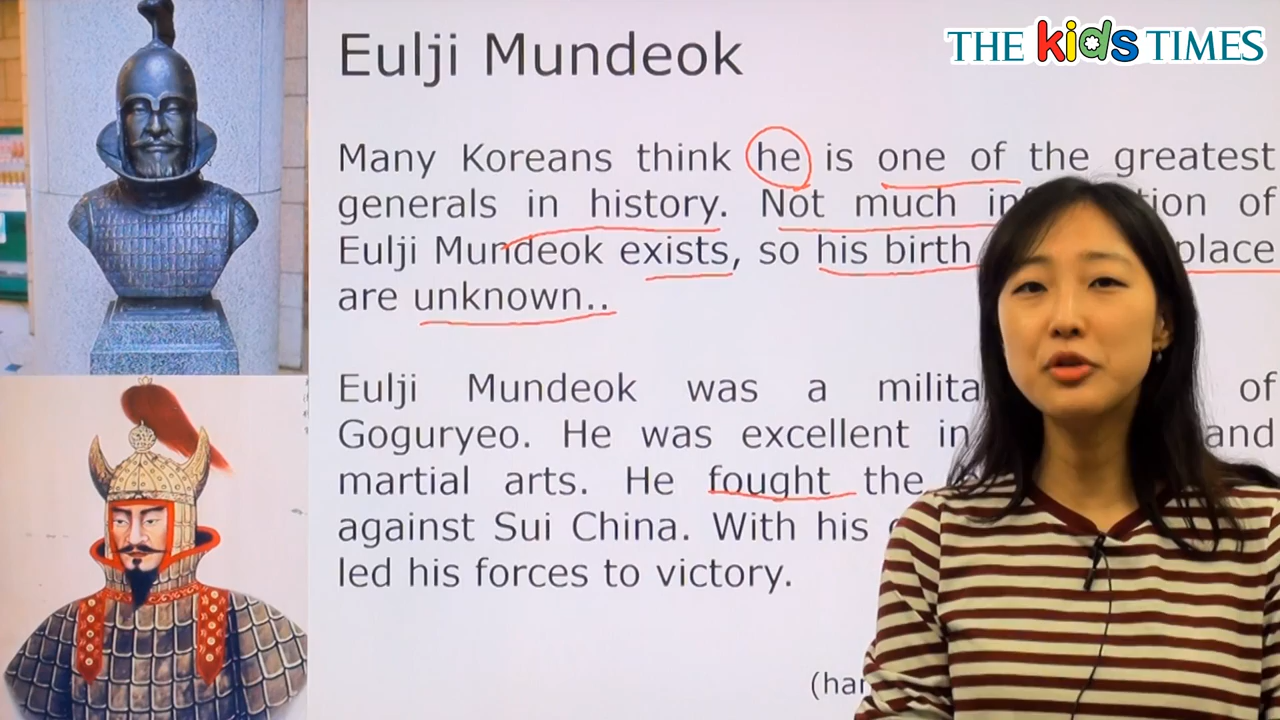 THE kids TIMES
Eulji Mundeok
Many Koreans think he is one of the greatest
generals in history. Not much of
Eulji Mundeok exists, so his birth place
are unknown..
Eulji Mundeok was a of
Goguryeo. He was excellent in and
martial arts. He fought the
against Sui China. With his
led his forces to victory.